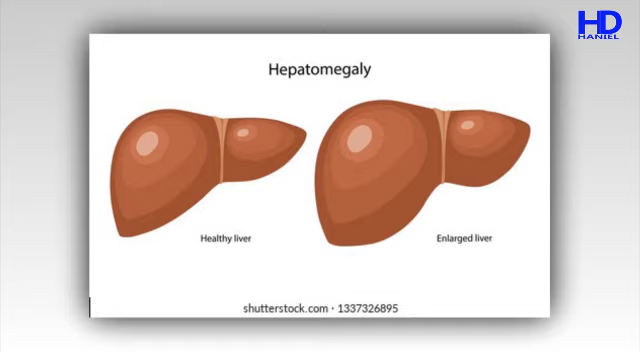 HD
HANIEL
Hepatomegaly
Healthy liver
Enlarged liver
shutterstock.com · 1337326895